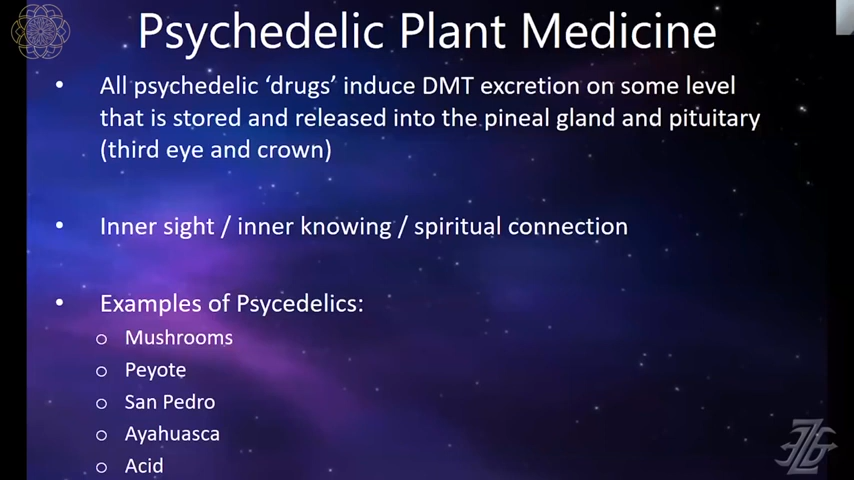 Psychedelic Plant Medicine
• All psychedelic ‘drugs’ induce DMT excretion on some level
that is stored and released into the pineal gland and pituitary
(third eye and crown)
• Inner sight / inner knowing / spiritual connection
• Examples of Psycedelics:
o Mushrooms
o Peyote
o San Pedro
o Ayahuasca
o Acid